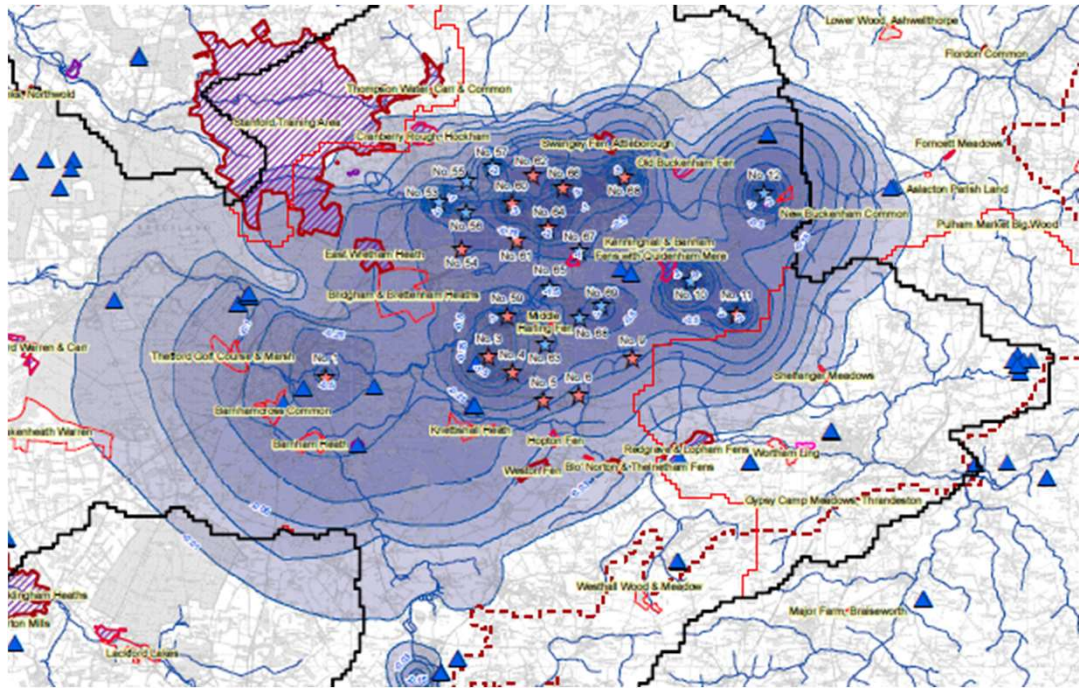 Lower Wood, Ashwellthorpe
Flordon Common
Northwold
Thompson Water, Carr & Common
Stanford Training Area
Cranberry Rough, Hockham
Swangey Fen, Attleborough
Forncett Meadows
No. 57
No. 62
No. 55
No. 66
Old Buckenham Fen
No. 12
No. 53
No. 60
No. 68
Aslacton Parish Land
No. 56
No. 64
New Buckenham Common
Pulham Market Big Wood
No. 67
No. 54
No. 61
Kenninghall & Banham
Fens with Quidenham Mere
East Wretham Heath
No. 65
No. 10
No. 11
Bridgham & Brettenham Heaths
No. 59
No. 69
Middle
Harling Fen
No. 3
No. 4
No. 63
No. 9
Thetford Golf Course & Marsh
No. 1
No. 5
No. 6
Shelfanger Meadows
Barnhamcross Common
Knettishall Heath
Barnham Heath
Hopton Fen
Redgrave & Lopham Fens
Wortham Ling
Weston Fen
Blo' Norton & Thelnetham Fens
Gypsy Camp Meadows, Thrandeston
Westhall Wood & Meadow
Major Farm, Braiseworth
Lackford Lakes